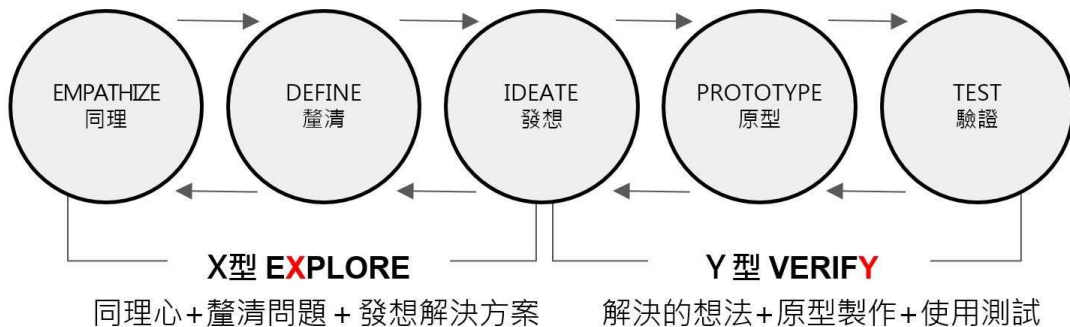 EMPATHIZE
同理
DEFINE
釐清
IDEATE
發想
PROTOTYPE
原型
TEST
驗證
X型 EXPLORE
同理心+釐清問題+發想解決方案
Y型 VERIFY
解決的想法+原型製作+使用測試